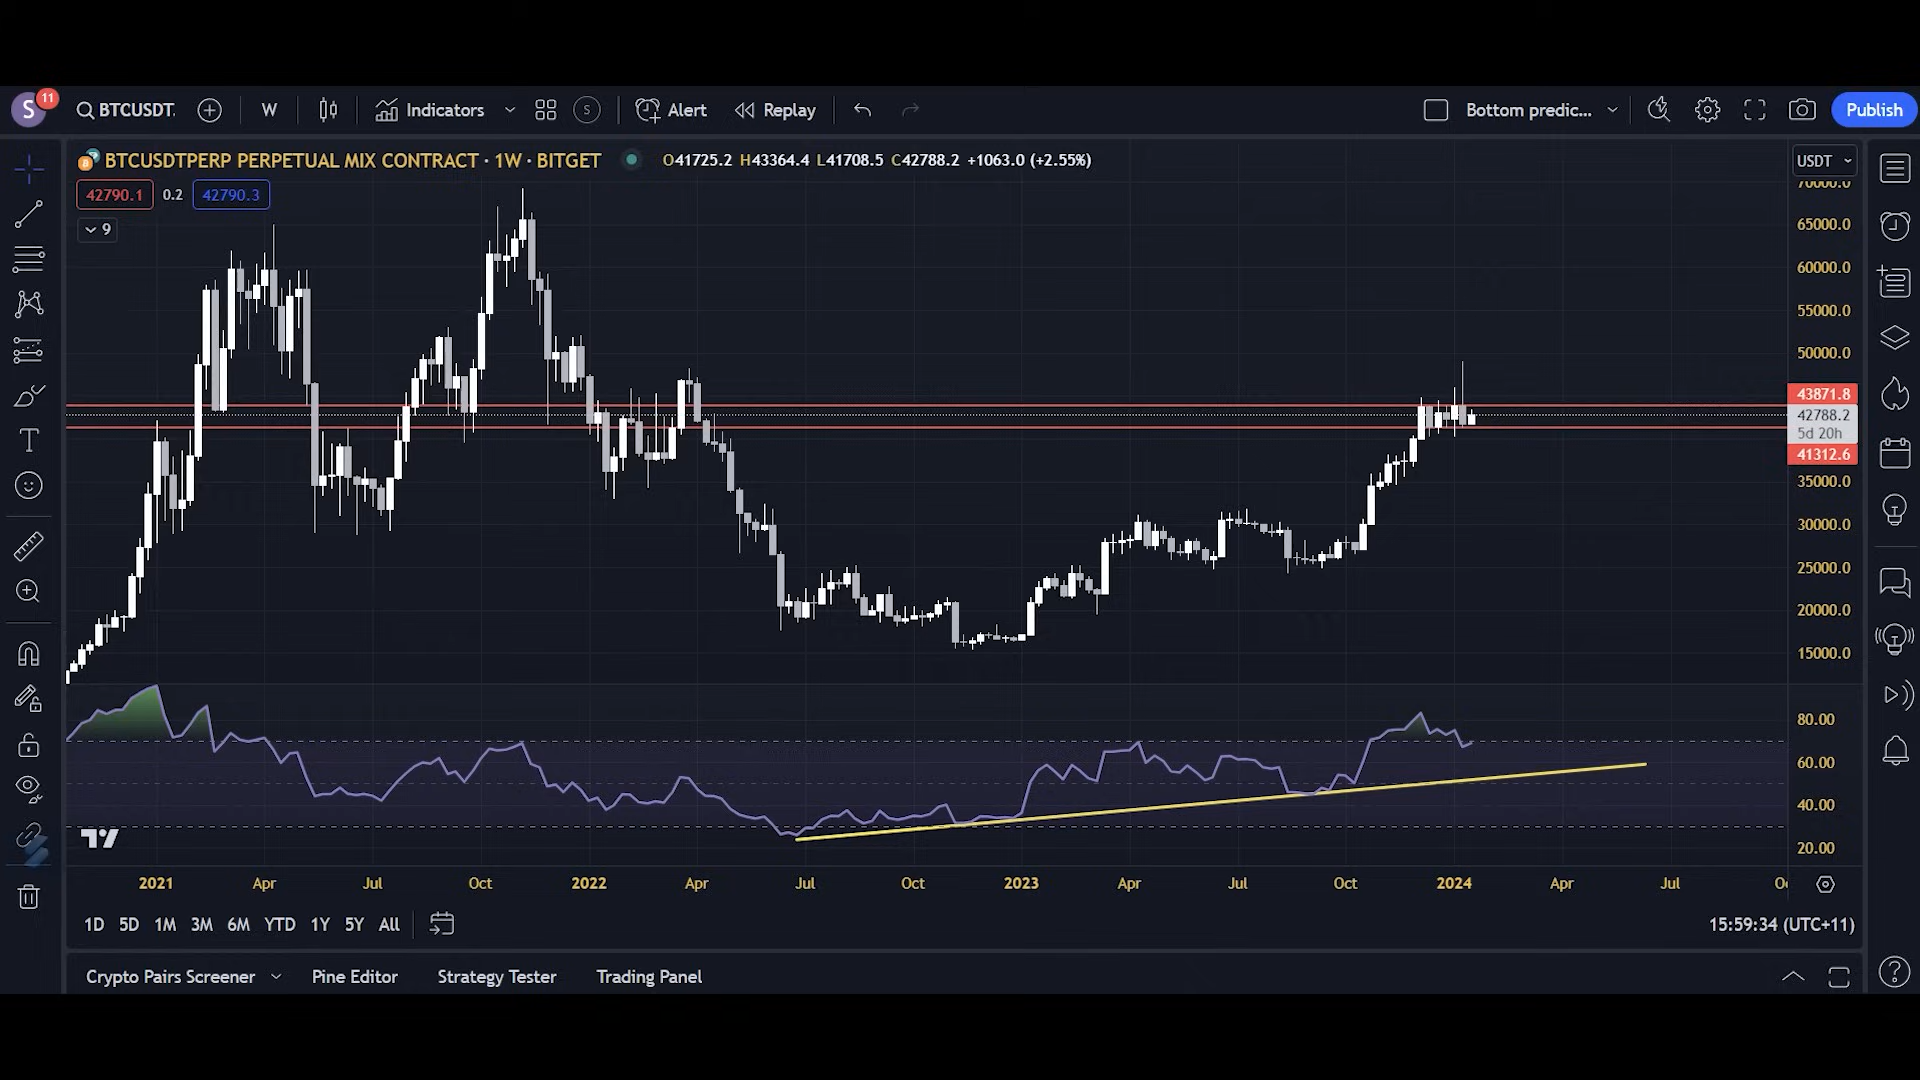 S 11 BTCUSDT. W Indicators S Alert Replay Bottom predic... Publish
BTCUSDTPERP PERPETUAL MIX CONTRACT · 1W · BITGET O41725.2 H43364.4 L41708.5 C42788.2 +1063.0 (+2.55%)
USDT
42790.1 0.2 42790.3
9
70000.0
65000.0
60000.0
55000.0
50000.0
43871.8
42788.2
5d 20h
41312.6
35000.0
30000.0
25000.0
20000.0
15000.0
80.00
60.00
40.00
20.00
2021 Apr Jul Oct 2022 Apr Jul Oct 2023 Apr Jul Oct 2024 Apr Jul
1D 5D 1M 3M 6M YTD 1Y 5Y All 15:59:34 (UTC+11)
Crypto Pairs Screener Pine Editor Strategy Tester Trading Panel